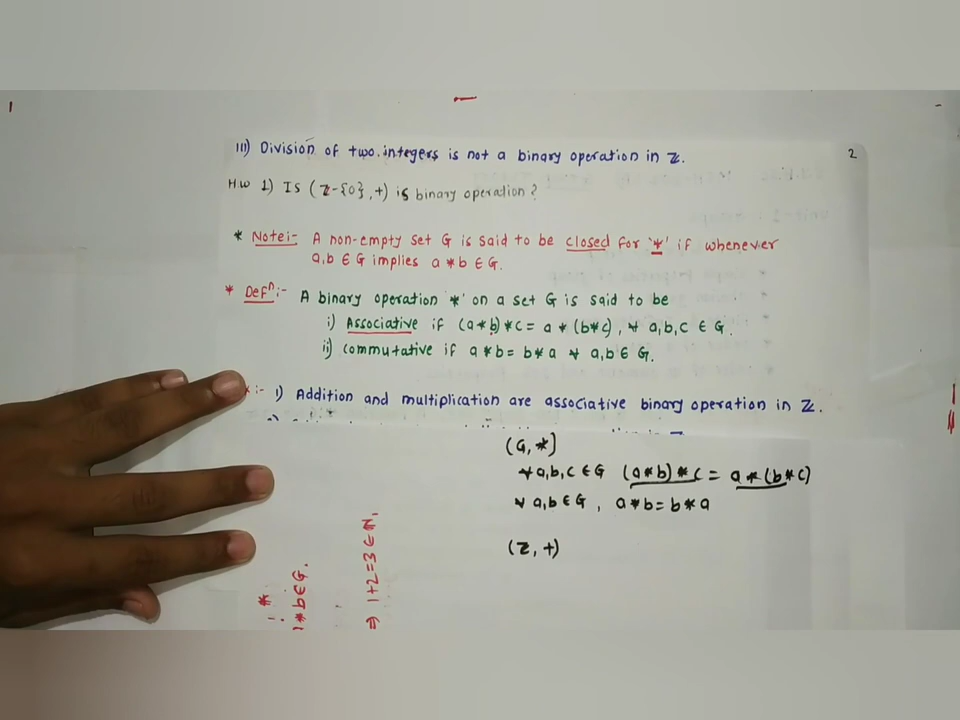 2
III) Division of two integers is not a binary operation in Z.
H.W 1) Is (Z-{0}, +) is binary operation?
* Note:- A non-empty set G is said to be closed for '*' if whenever
a,b ∈ G implies a * b ∈ G.
* Defⁿ:- A binary operation '*' on a set G is said to be
i) Associative if (a*b)*c = a*(b*c), ∀ a,b,c ∈ G.
ii) commutative if a*b = b*a ∀ a,b ∈ G.
i) Addition and multiplication are associative binary operation in Z.
(G, *)
∀ a,b,c ∈ G (a*b)*c = a*(b*c)
∀ a,b ∈ G, a*b = b*a
(Z, +)
*
* b ∈ G.
⇒ 1+2=3 ∈ N.